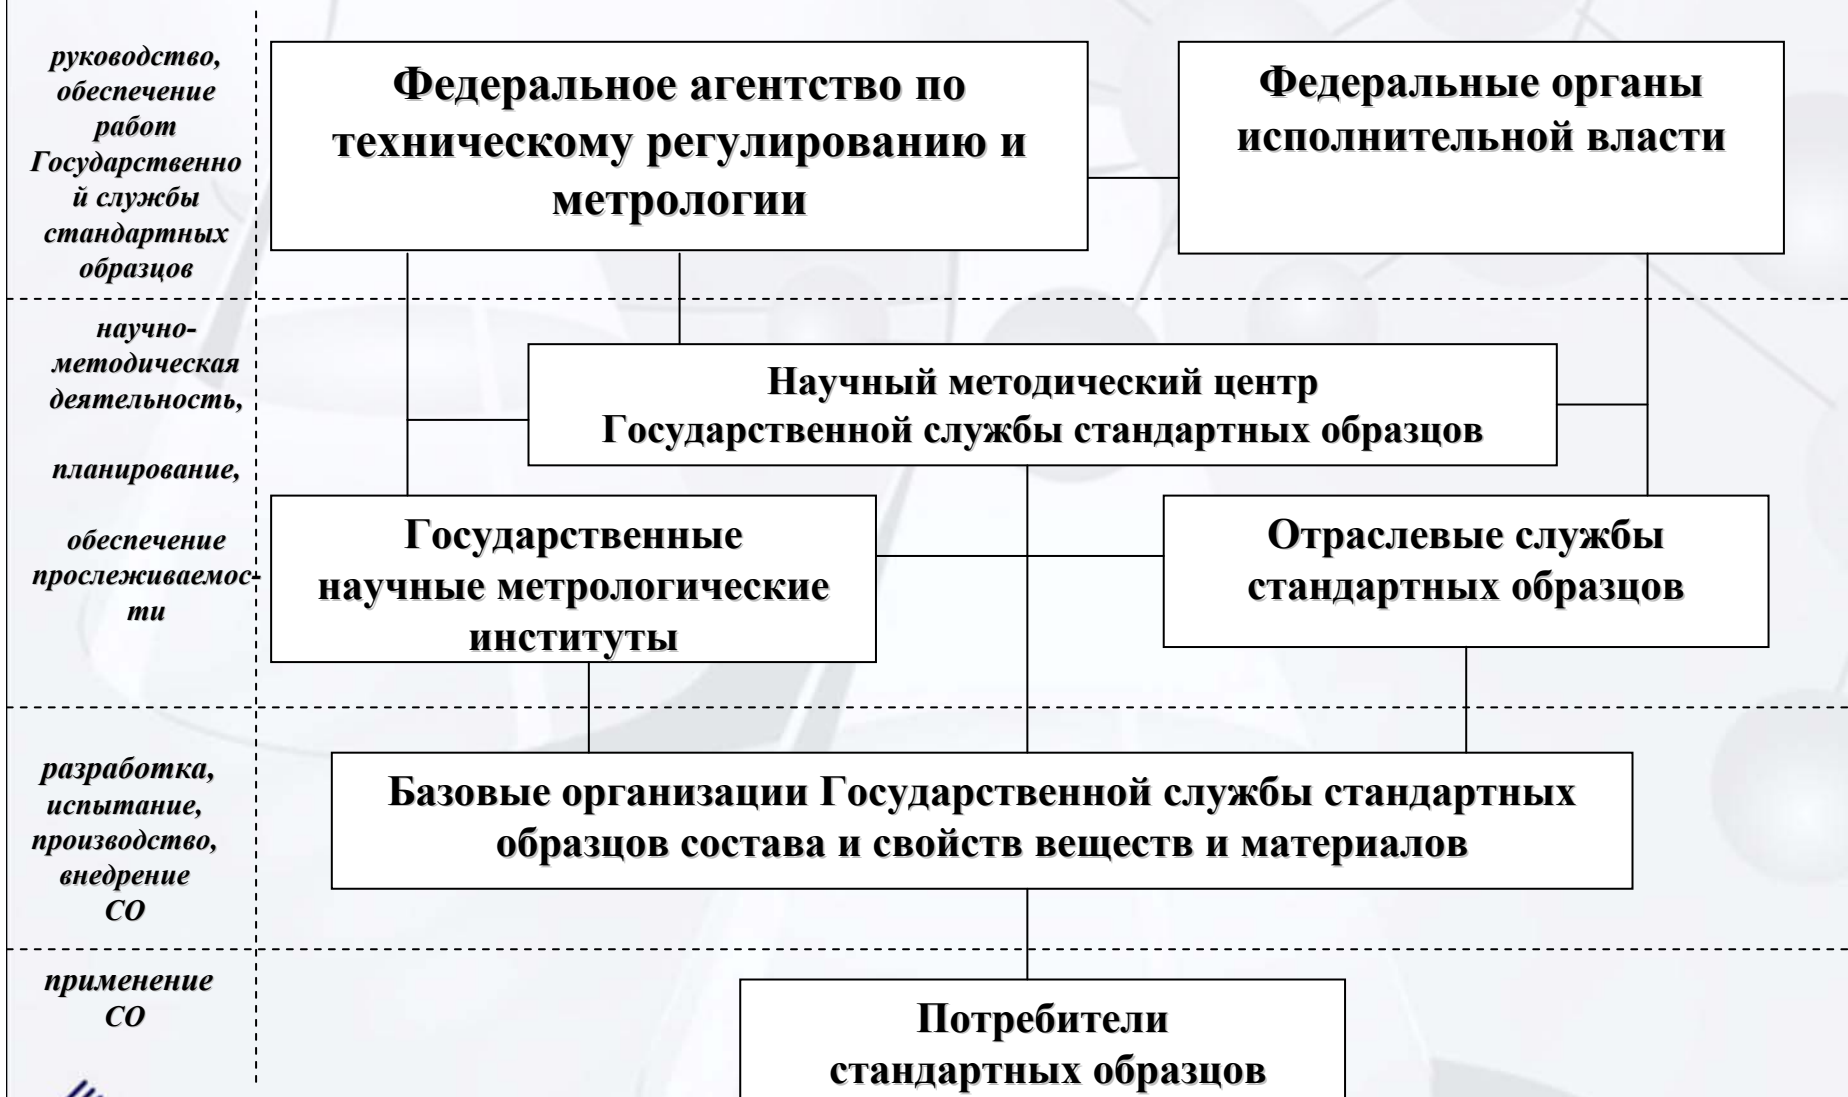 руководство,
обеспечение
работ
Государственно
й службы
стандартных
образцов
Федеральное агентство по
техническому регулированию и
метрологии
Федеральные органы
исполнительной власти
научно-
методическая
деятельность,
планирование,
обеспечение
прослеживаемос-
ти
Научный методический центр
Государственной службы стандартных образцов
Государственные
научные метрологические
институты
Отраслевые службы
стандартных образцов
разработка,
испытание,
производство,
внедрение
СО
Базовые организации Государственной службы стандартных
образцов состава и свойств веществ и материалов
применение
СО
Потребители
стандартных образцов